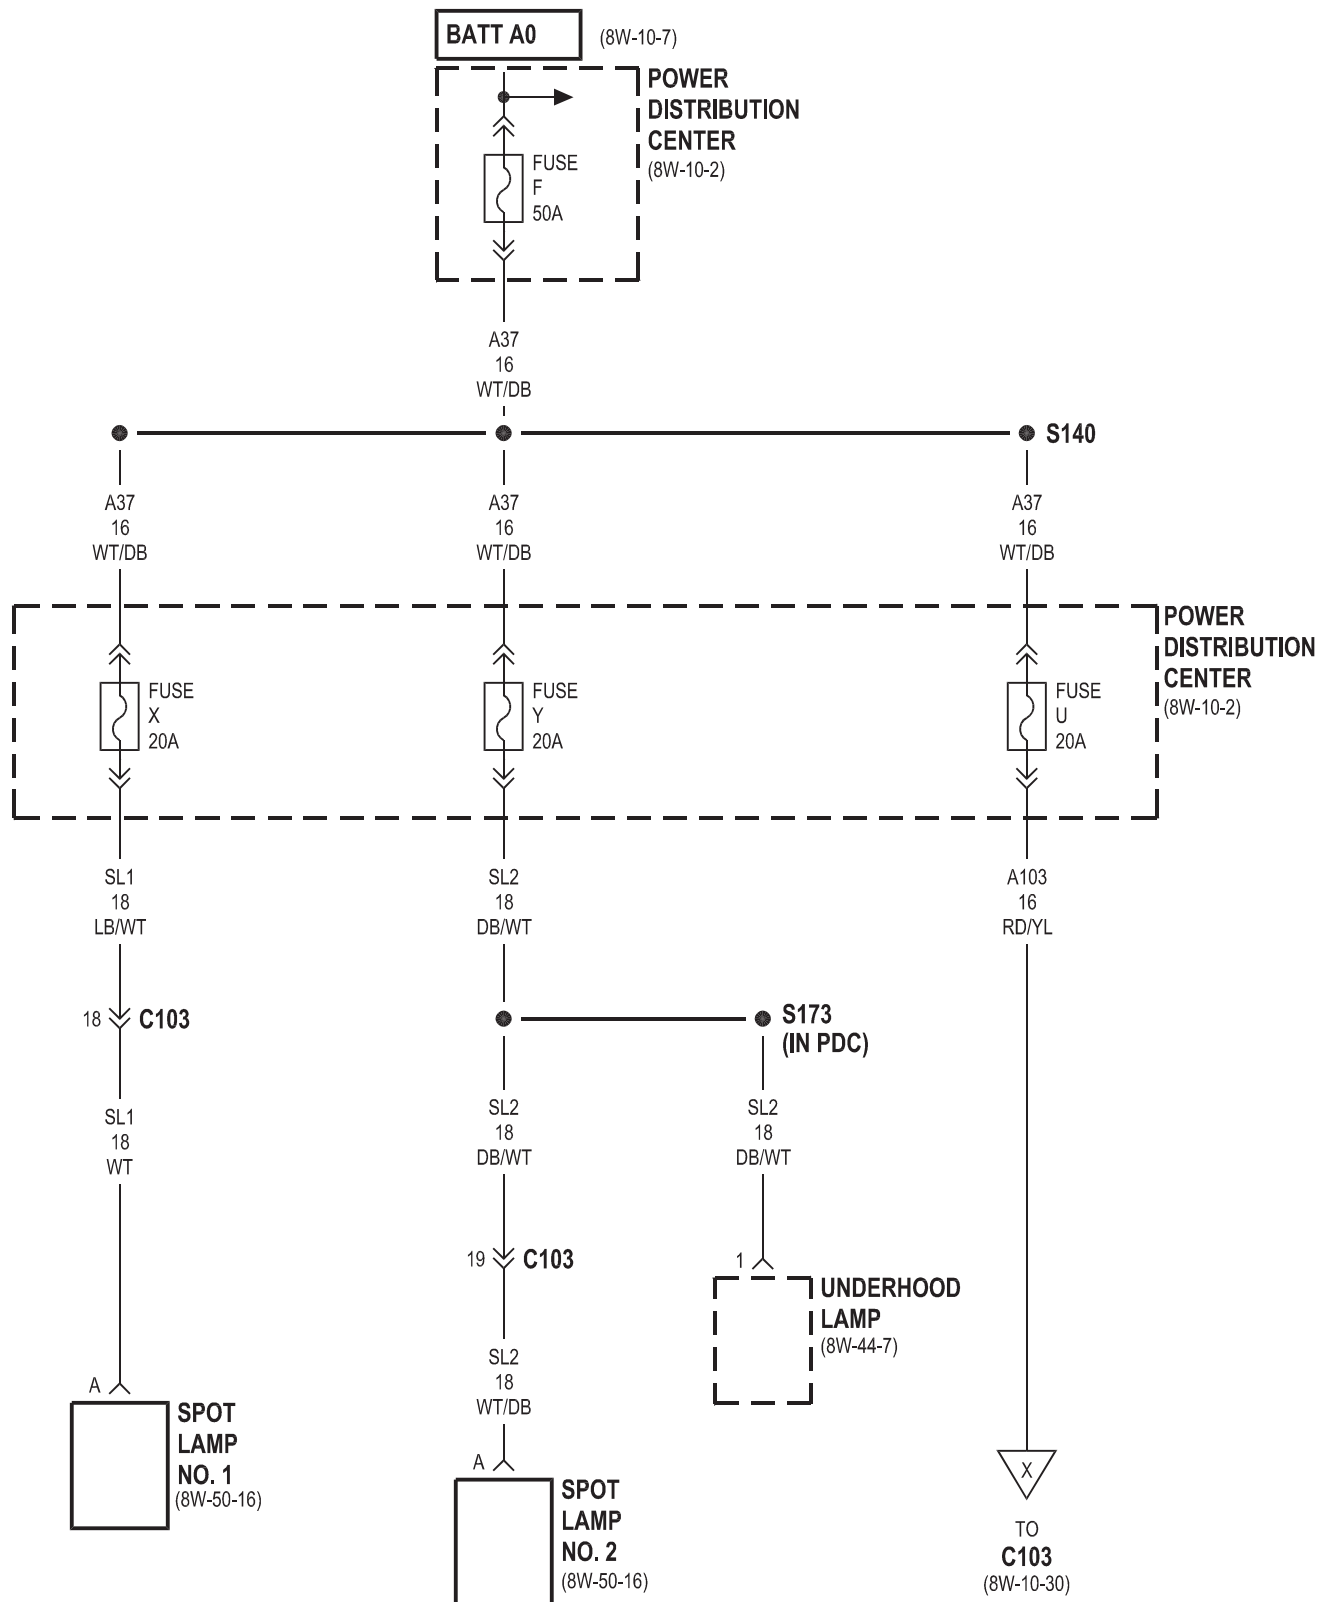 BATT A0
(8W-10-7)
POWER
DISTRIBUTION
CENTER
(8W-10-2)
FUSE
F
50A
A37
16
WT/DB
S140
A37
16
WT/DB
A37
16
WT/DB
A37
16
WT/DB
POWER
DISTRIBUTION
CENTER
(8W-10-2)
FUSE
X
20A
FUSE
Y
20A
FUSE
U
20A
SL1
18
LB/WT
SL2
18
DB/WT
A103
16
RD/YL
18
C103
S173
(IN PDC)
SL1
18
WT
SL2
18
DB/WT
SL2
18
DB/WT
19
C103
1
UNDERHOOD
LAMP
(8W-44-7)
SL2
18
WT/DB
A
SPOT
LAMP
NO. 1
(8W-50-16)
A
SPOT
LAMP
NO. 2
(8W-50-16)
X
TO
C103
(8W-10-30)